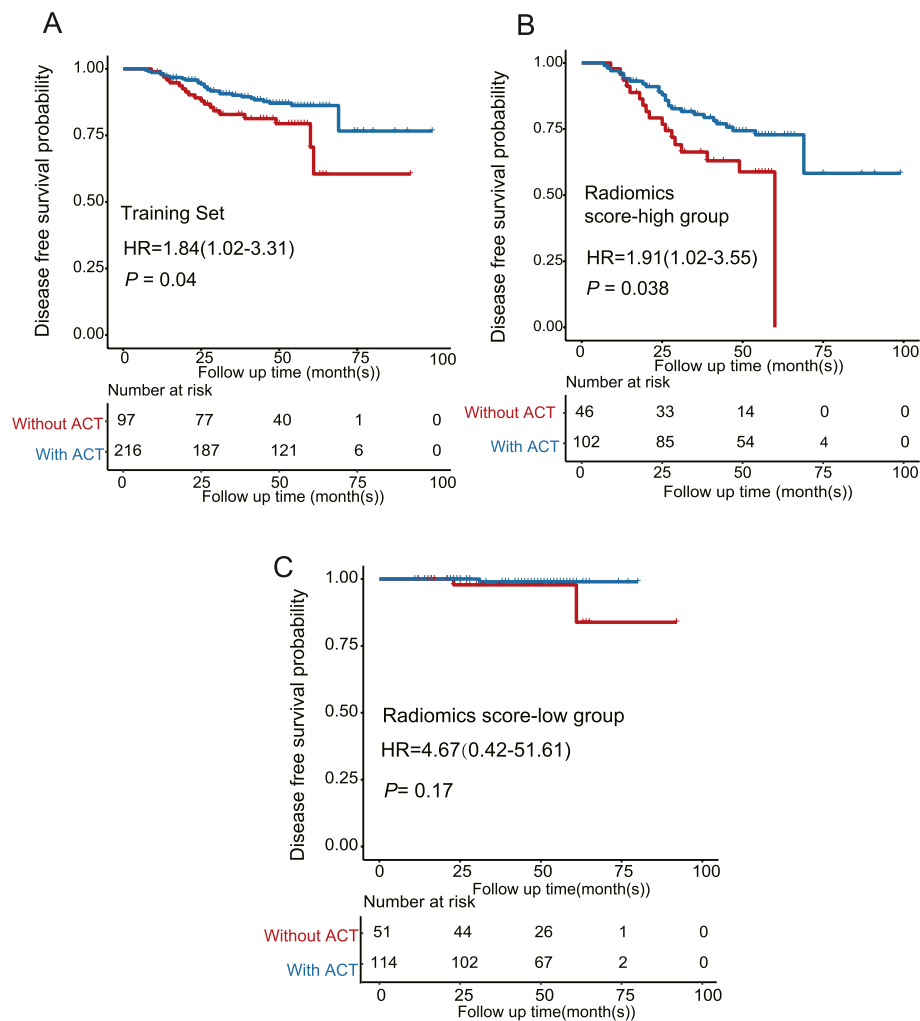 A
Disease free survival probability
1.00
0.75
0.50
0.25
0.00
Training Set
HR=1.84(1.02-3.31)
P = 0.04
0 25 50 75 100
Follow up time (month(s))
Number at risk
Without ACT 97 77 40 1 0
With ACT 216 187 121 6 0
0 25 50 75 100
Follow up time (month(s))
B
Disease free survival probability
1.00
0.75
0.50
0.25
0.00
Radiomics
score-high group
HR=1.91(1.02-3.55)
P = 0.038
0 25 50 75 100
Follow up time (month(s))
Number at risk
Without ACT 46 33 14 0 0
With ACT 102 85 54 4 0
0 25 50 75 100
Follow up time (month(s))
C
Disease free survival probability
1.00
0.75
0.50
0.25
0.00
Radiomics score-low group
HR=4.67(0.42-51.61)
P= 0.17
0 25 50 75 100
Follow up time(month(s))
Number at risk
Without ACT 51 44 26 1 0
With ACT 114 102 67 2 0
0 25 50 75 100
Follow up time(month(s))